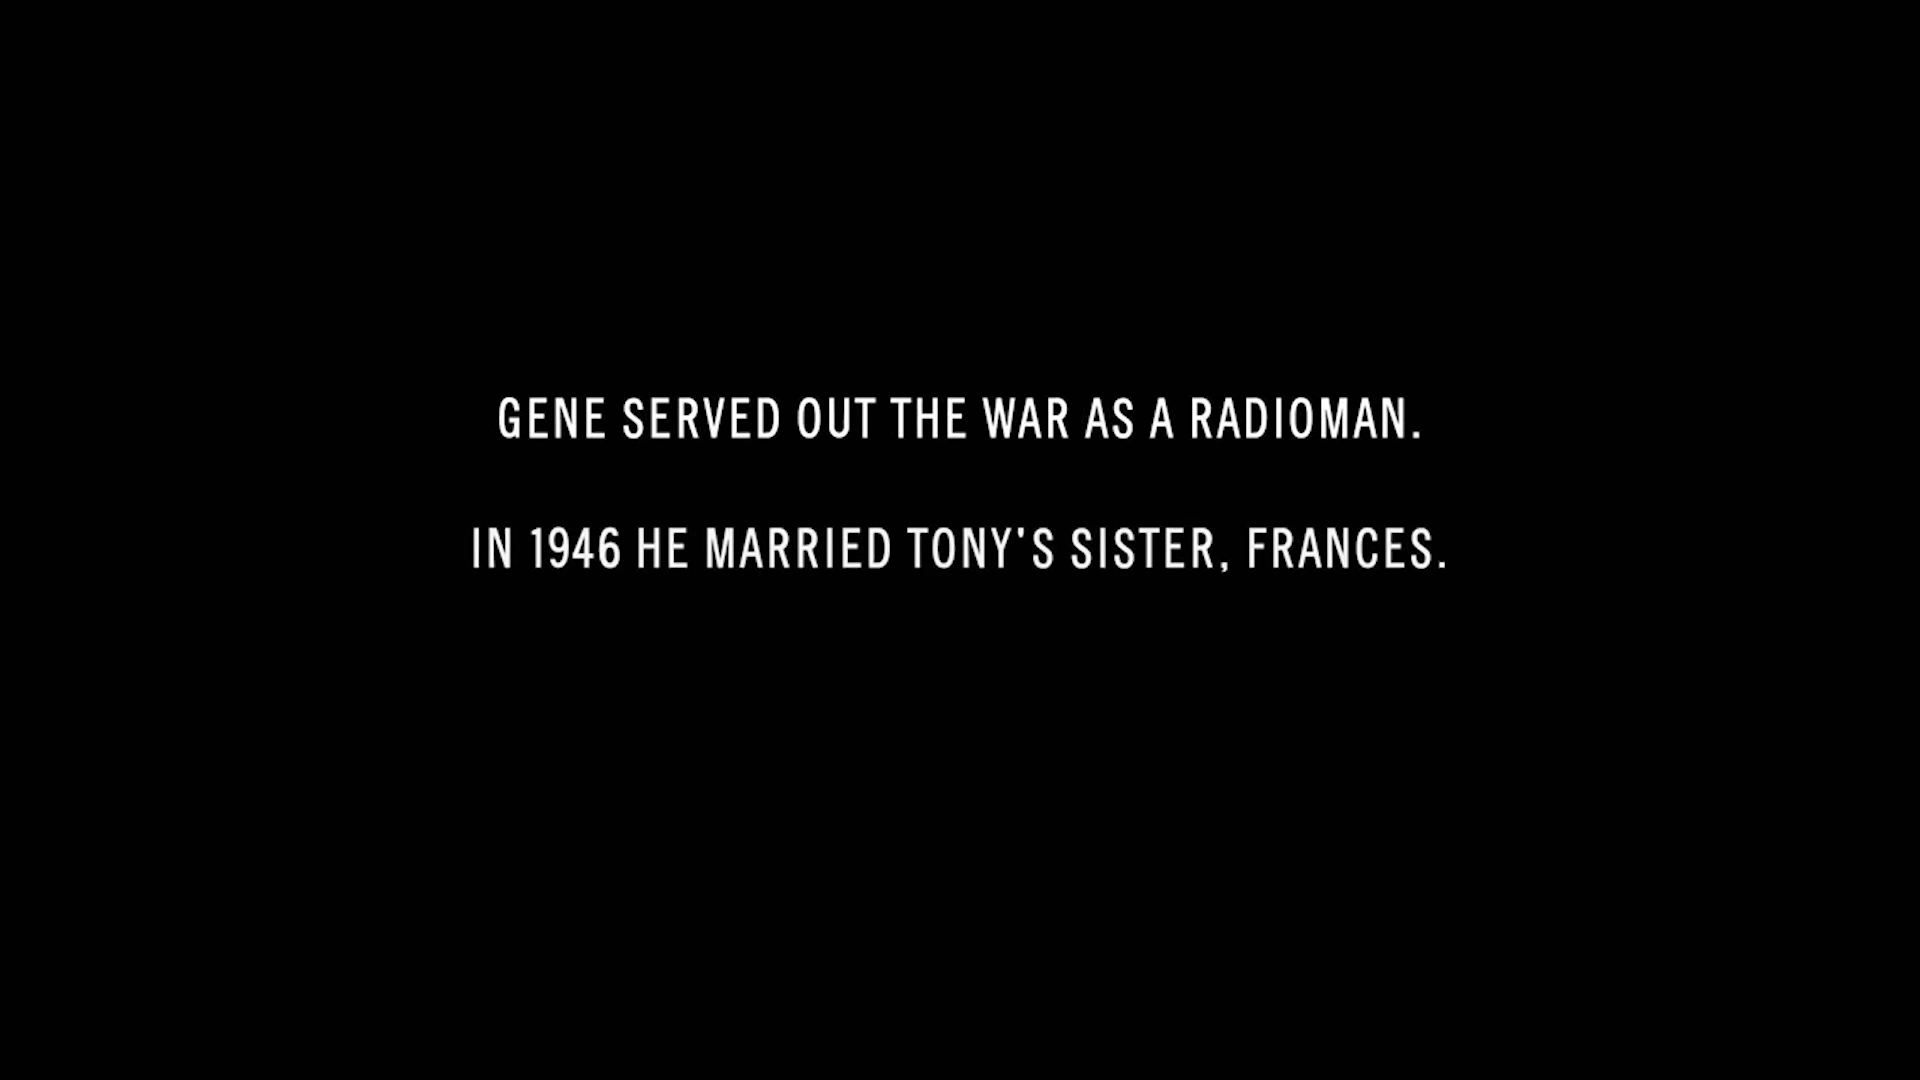 GENE SERVED OUT THE WAR AS A RADIOMAN.
IN 1946 HE MARRIED TONY'S SISTER, FRANCES.